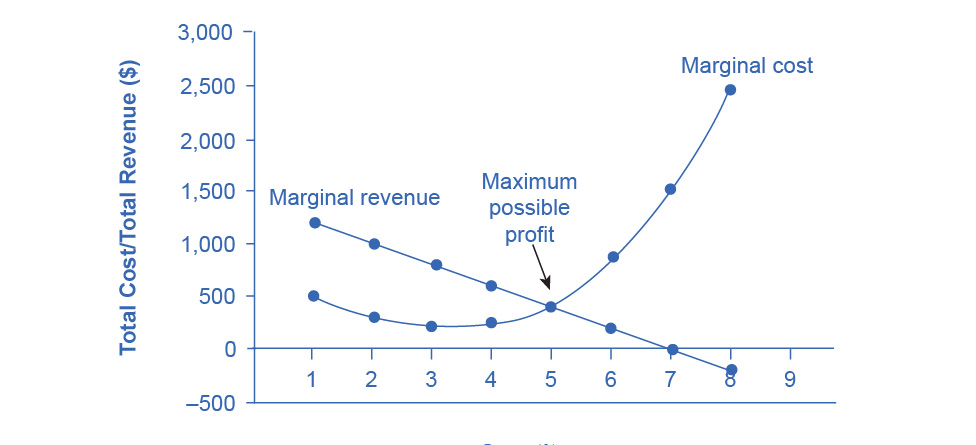 3,000
2,500
2,000
1,500
1,000
500
0
–500
Total Cost/Total Revenue ($)
Marginal cost
Marginal revenue
Maximum
possible
profit
1 2 3 4 5 6 7 8 9